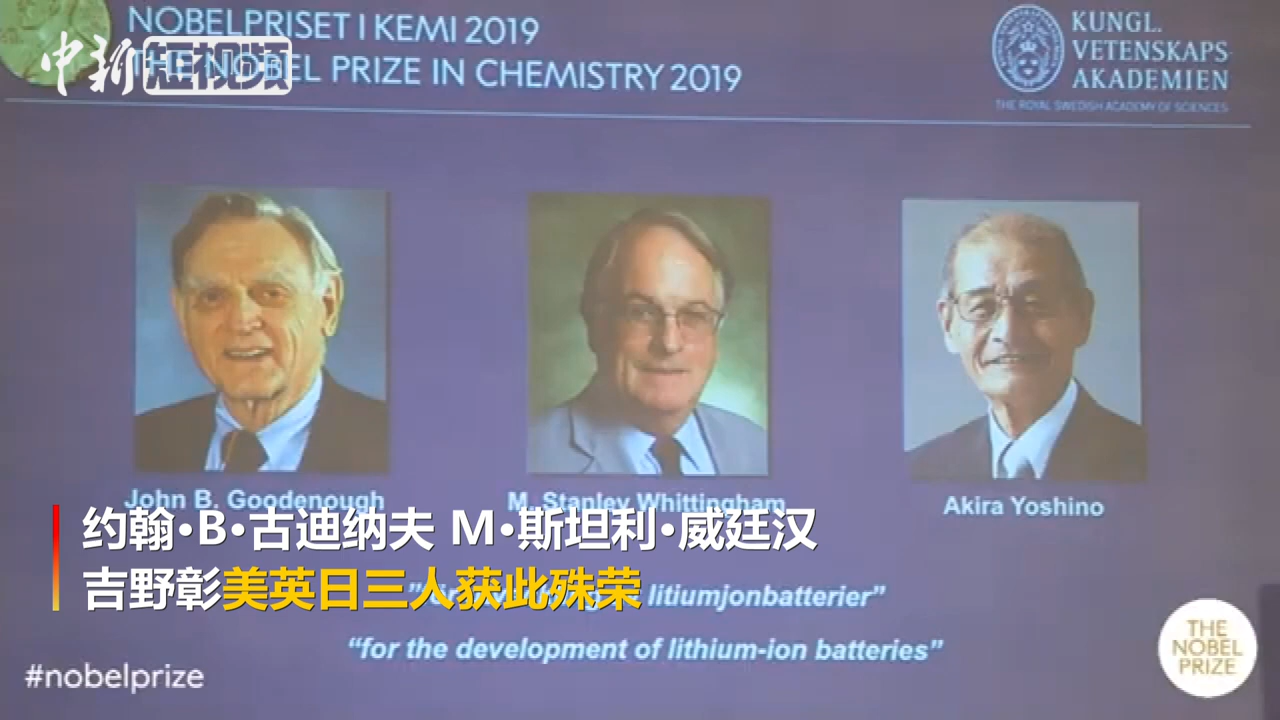 NOBELPRISET I KEMI 2019
中新 短视频
THE NOBEL PRIZE IN CHEMISTRY 2019
KUNGL.
VETENSKAPS
AKADEMIEN
THE ROYAL SWEDISH ACADEMY OF SCIENCES
John B. Goodenough
M. Stanley Whittingham
Akira Yoshino
约翰·B·古迪纳夫 M·斯坦利·威廷汉
吉野彰美英日三人获此殊荣
litiumjonbatterier”
“for the development of lithium-ion batteries”
#nobelprize
THE
NOBEL
PRIZE